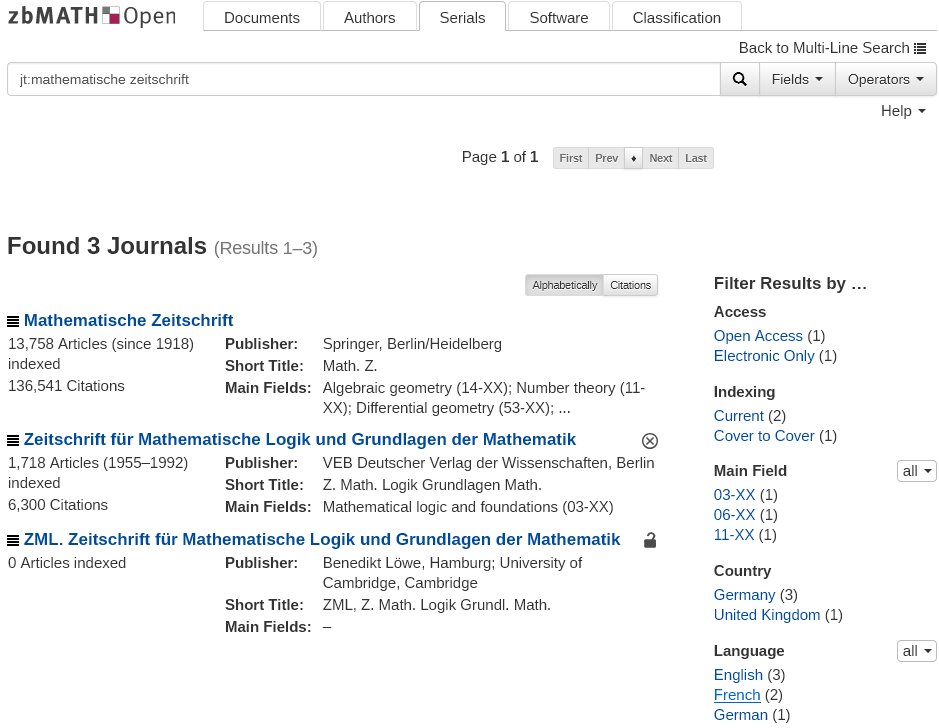 zbMATH Open
Documents
Authors
Serials
Software
Classification
Back to Multi-Line Search
jt:mathematische zeitschrift
Fields
Operators
Help
Page 1 of 1
First
Prev
Next
Last
Found 3 Journals (Results 1–3)
Alphabetically
Citations
Mathematische Zeitschrift
13,758 Articles (since 1918)
indexed
136,541 Citations
Publisher: Springer, Berlin/Heidelberg
Short Title: Math. Z.
Main Fields: Algebraic geometry (14-XX); Number theory (11-
XX); Differential geometry (53-XX); ...
Zeitschrift für Mathematische Logik und Grundlagen der Mathematik
1,718 Articles (1955–1992)
indexed
6,300 Citations
Publisher: VEB Deutscher Verlag der Wissenschaften, Berlin
Short Title: Z. Math. Logik Grundlagen Math.
Main Fields: Mathematical logic and foundations (03-XX)
ZML. Zeitschrift für Mathematische Logik und Grundlagen der Mathematik
0 Articles indexed
Publisher: Benedikt Löwe, Hamburg; University of
Cambridge, Cambridge
Short Title: ZML, Z. Math. Logik Grundl. Math.
Main Fields: –
Filter Results by …
Access
Open Access (1)
Electronic Only (1)
Indexing
Current (2)
Cover to Cover (1)
Main Field
all
03-XX (1)
06-XX (1)
11-XX (1)
Country
Germany (3)
United Kingdom (1)
Language
all
English (3)
French (2)
German (1)